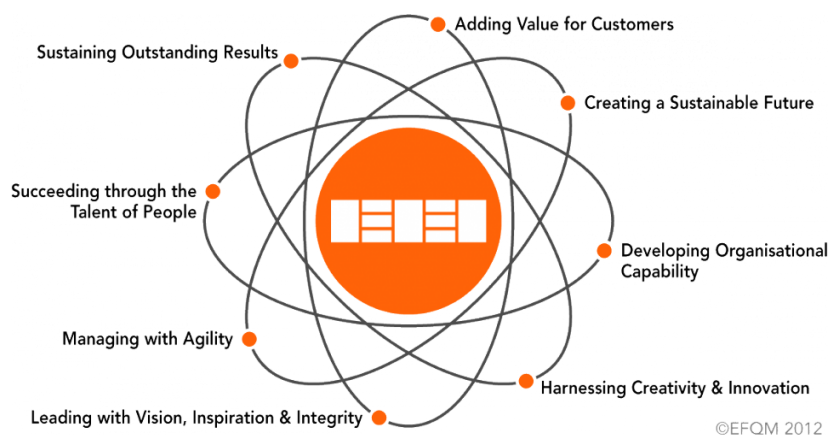 Adding Value for Customers
Sustaining Outstanding Results
Creating a Sustainable Future
Succeeding through the
Talent of People
Developing Organisational
Capability
Managing with Agility
Harnessing Creativity & Innovation
Leading with Vision, Inspiration & Integrity
©EFQM 2012